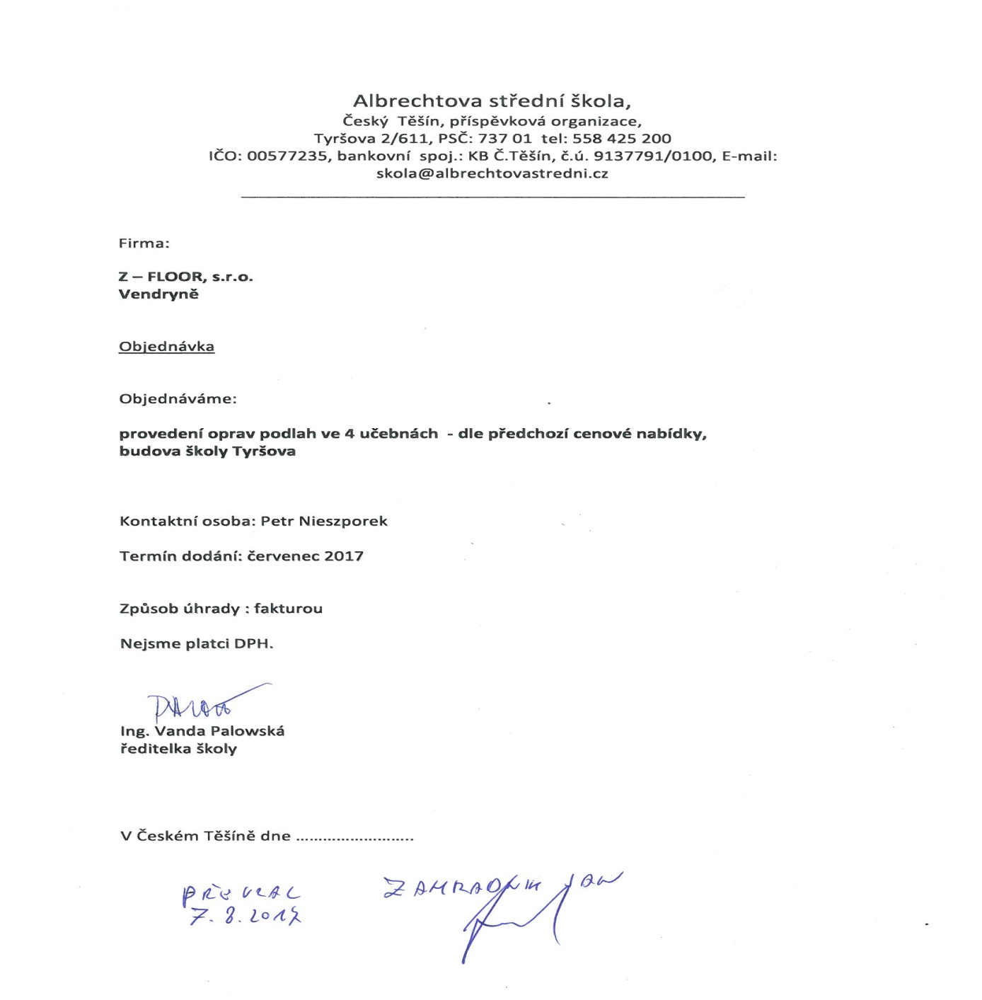 Albrechtova střední škola,
Český Těšín, příspěvková organizace,
Tyršova 2/611, PSČ: 737 01 tel: 558 425 200
IČO: 00577235, bankovní spoj.: KB Č.Těšín, č.ú. 9137791/0100, E-mail:
skola@albrechtovastredni.cz
Firma:
Z – FLOOR, s.r.o.
Vendryně
Objednávka
Objednáváme:
provedení oprav podlah ve 4 učebnách - dle předchozí cenové nabídky,
budova školy Tyršova
Kontaktní osoba: Petr Nieszporek
Termín dodání: červenec 2017
Způsob úhrady : fakturou
Nejsme platci DPH.
Ing. Vanda Palowská
ředitelka školy
V Českém Těšíně dne ..........................
PŘEVZAL ZAHRADNIK JAN
7. 8. 2017